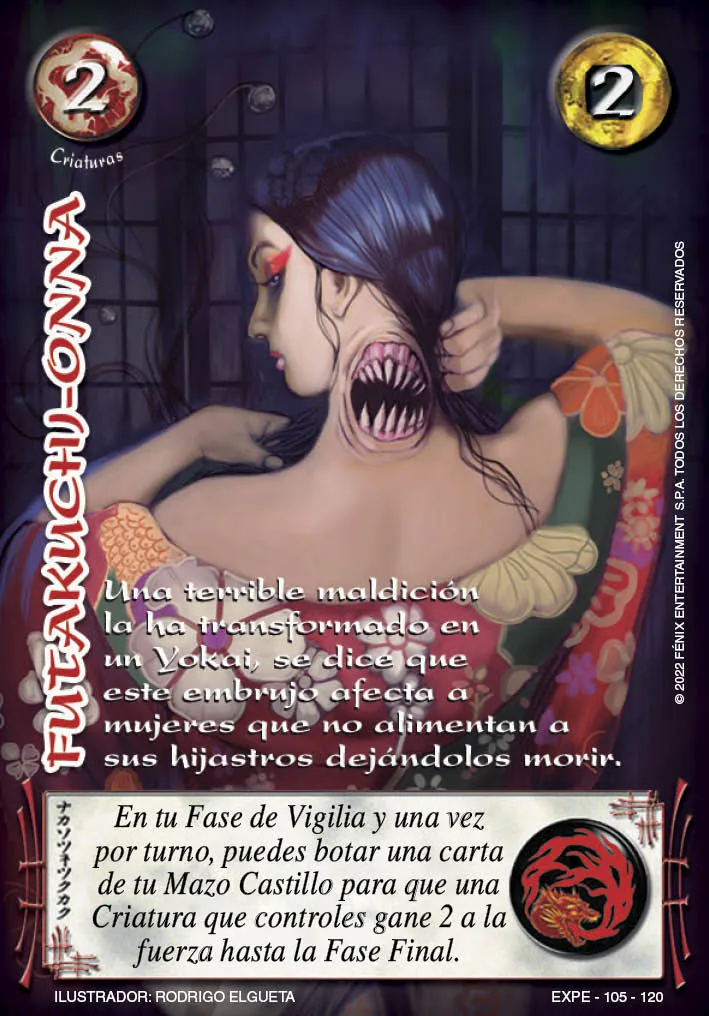 2
2
Criaturas
FUTAKUCHU-ONNA
© 2022 FÉNIX ENTERTAINMENT S.P.A. TODOS LOS DERECHOS RESERVADOS
Una terrible maldición
la ha transformado en
un Yokai, se dice que
este embrujo afecta a
mujeres que no alimentan a
sus hijastros dejándolos morir.
En tu Fase de Vigilia y una vez
por turno, puedes botar una carta
de tu Mazo Castillo para que una
Criatura que controles gane 2 a la
fuerza hasta la Fase Final.
ILUSTRADOR: RODRIGO ELGUETA
EXPE - 105 - 120